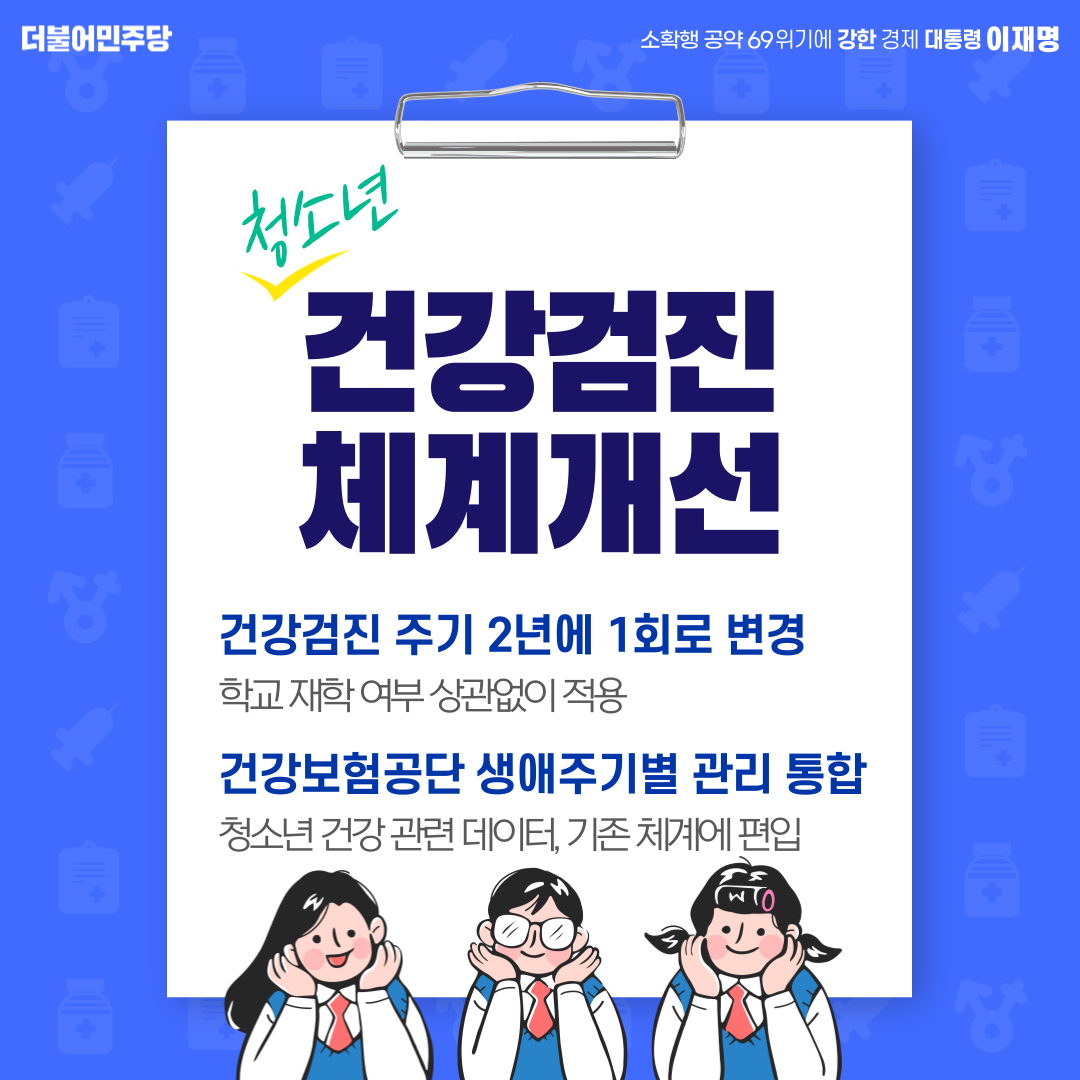 더불어민주당
소확행 공약 69 위기에 강한 경제 대통령 이재명
청소년
건강검진
체계개선
건강검진 주기 2년에 1회로 변경
학교 재학 여부 상관없이 적용
건강보험공단 생애주기별 관리 통합
청소년 건강 관련 데이터, 기존 체계에 편입